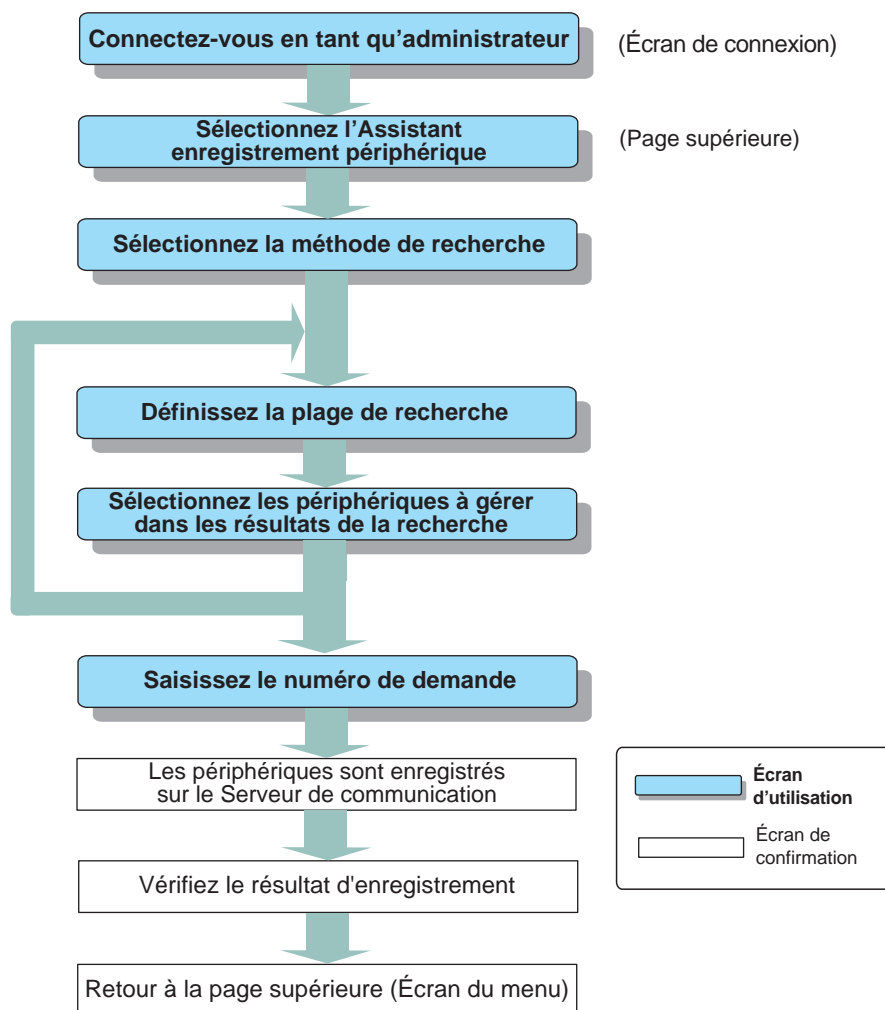 Connectez-vous en tant qu’administrateur
(Écran de connexion)
Sélectionnez l’Assistant
enregistrement périphérique
(Page supérieure)
Sélectionnez la méthode de recherche
Définissez la plage de recherche
Sélectionnez les périphériques à gérer
dans les résultats de la recherche
Saisissez le numéro de demande
Les périphériques sont enregistrés
sur le Serveur de communication
Vérifiez le résultat d'enregistrement
Retour à la page supérieure (Écran du menu)
Écran
d’utilisation
Écran de
confirmation